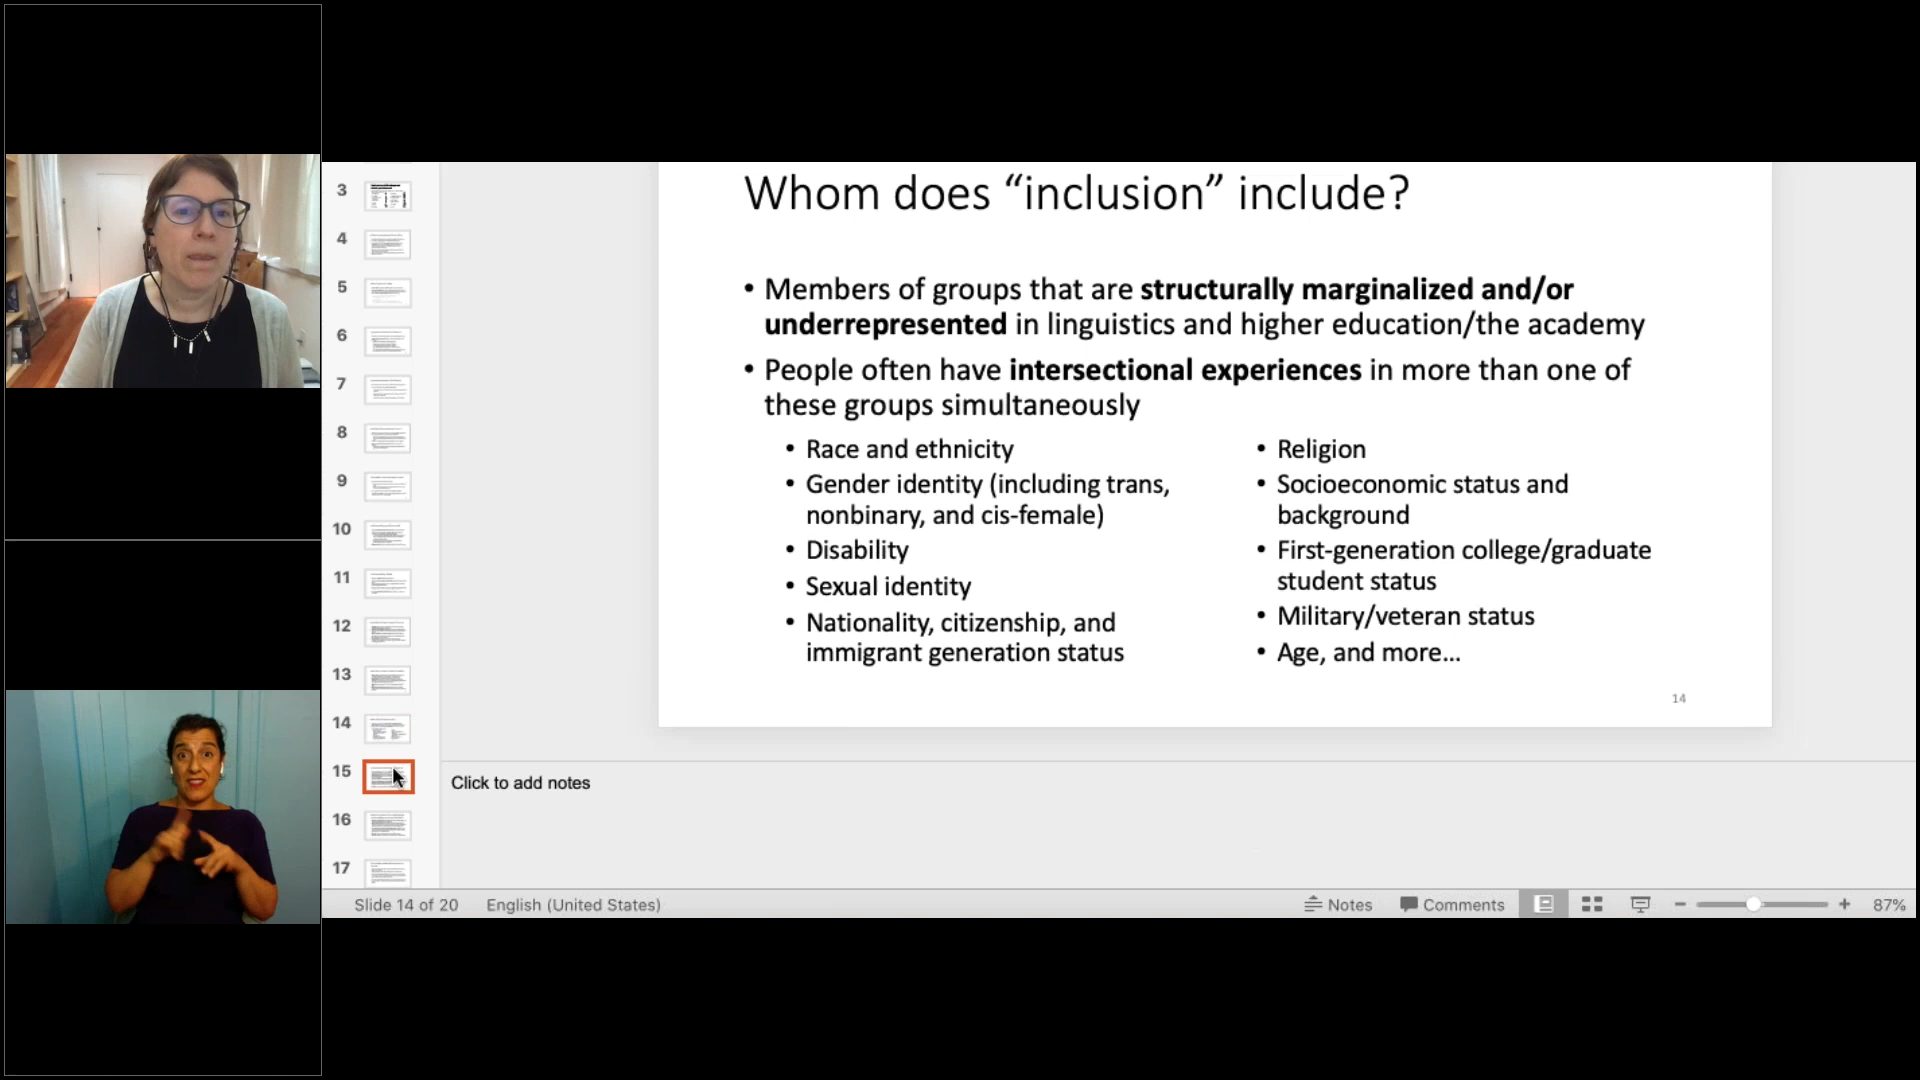 3
4
5
6
7
8
9
10
11
12
13
14
15
16
17
Whom does “inclusion” include?
• Members of groups that are structurally marginalized and/or
underrepresented in linguistics and higher education/the academy
• People often have intersectional experiences in more than one of
these groups simultaneously
• Race and ethnicity
• Gender identity (including trans,
nonbinary, and cis-female)
• Disability
• Sexual identity
• Nationality, citizenship, and
immigrant generation status
• Religion
• Socioeconomic status and
background
• First-generation college/graduate
student status
• Military/veteran status
• Age, and more...
14
Click to add notes
Slide 14 of 20 English (United States) Notes Comments 87%